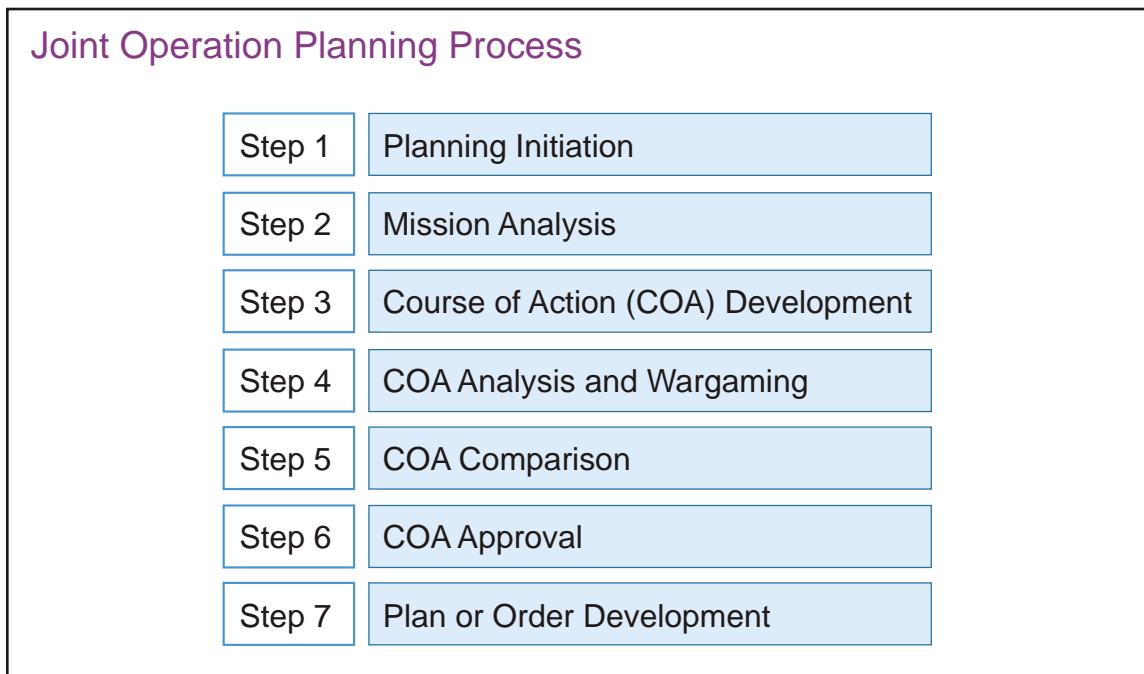 Joint Operation Planning Process
Step 1 Planning Initiation
Step 2 Mission Analysis
Step 3 Course of Action (COA) Development
Step 4 COA Analysis and Wargaming
Step 5 COA Comparison
Step 6 COA Approval
Step 7 Plan or Order Development